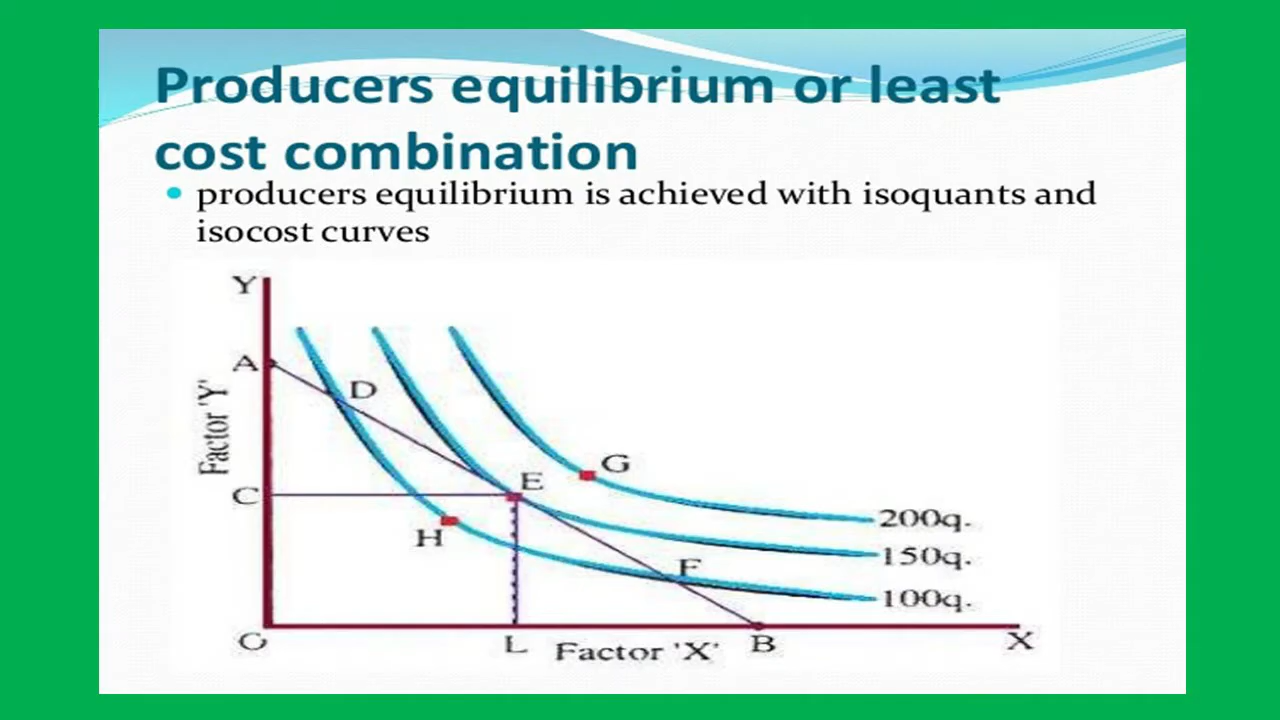 Producers equilibrium or least
cost combination
• producers equilibrium is achieved with isoquants and
isocost curves
Y
A
D
Factor 'Y'
G
E
C
200q.
H
150q.
F
100q.
O
L
Factor 'X'
B
X